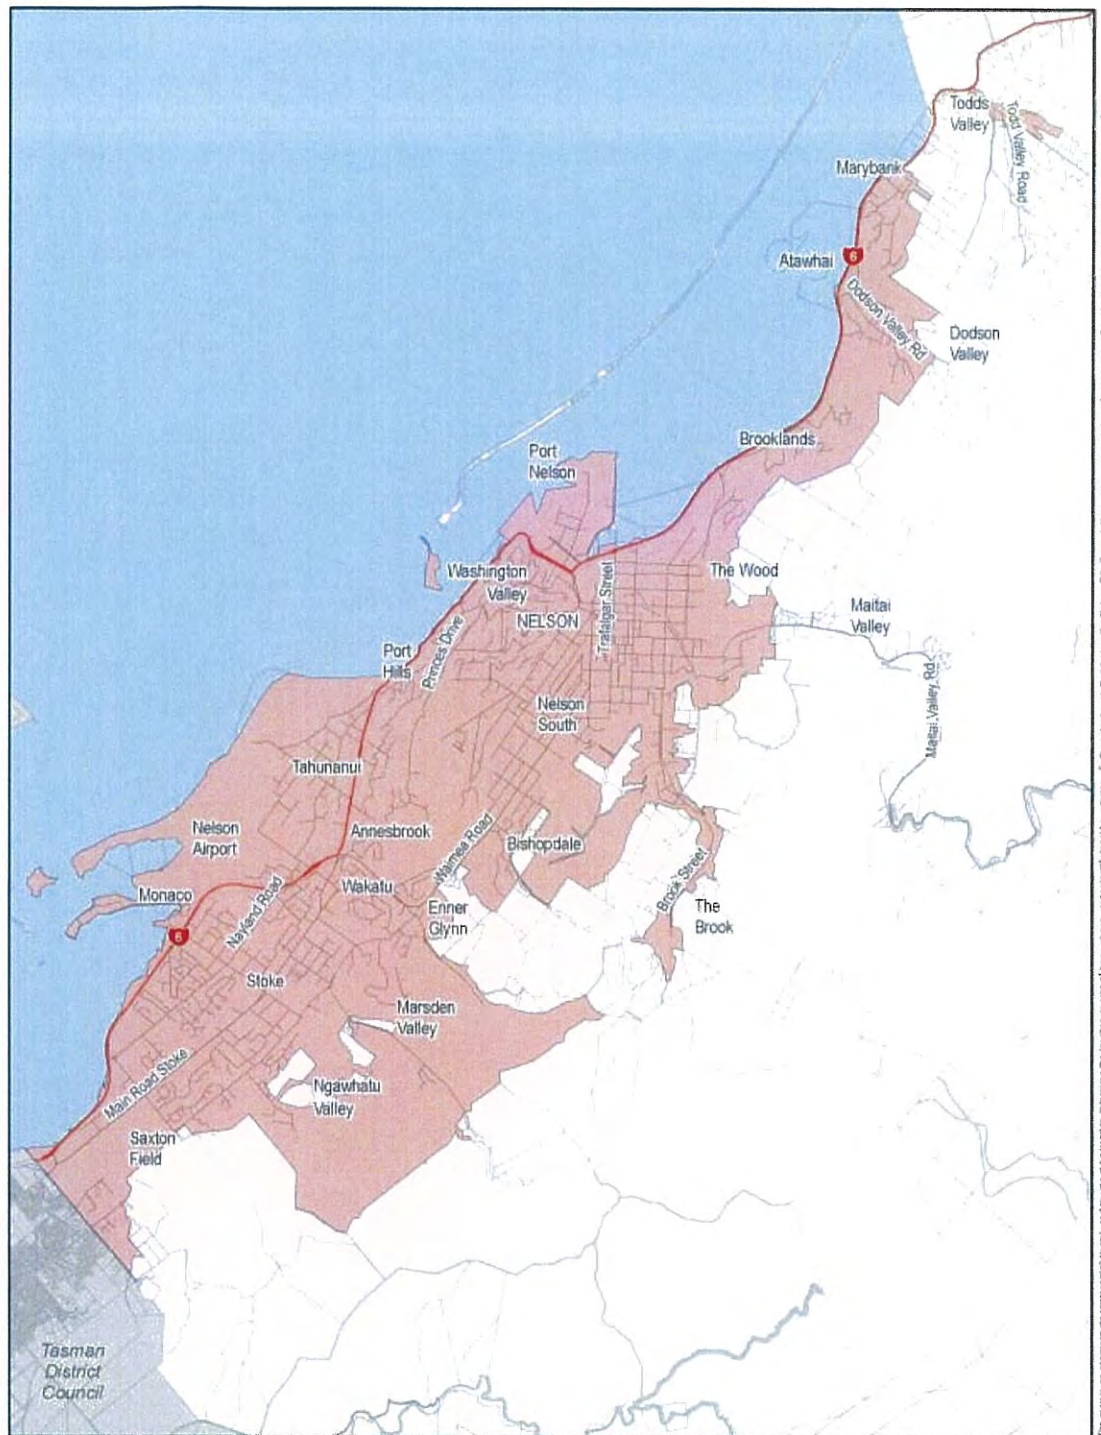 Todds
Valley
Todd Valley Road
Marybank
6
Atawhai
Dodson Valley Rd
Dodson
Valley
Brooklands
Port
Nelson
Washington
Valley
The Wood
Trafalgar Street
NELSON
Maitai
Valley
Princes Drive
Port
Hills
Maitai Valley Rd
Nelson
South
Tahunanui
Nelson
Airport
Annesbrook
Waimea Road
Bishopdale
Monaco
Wakatu
Nayland Road
Brook Street
Enner
Glynn
The
Brook
6
Stoke
Marsden
Valley
Main Road Stoke
Ngawhatu
Valley
Saxton
Field
Tasman
District
Council